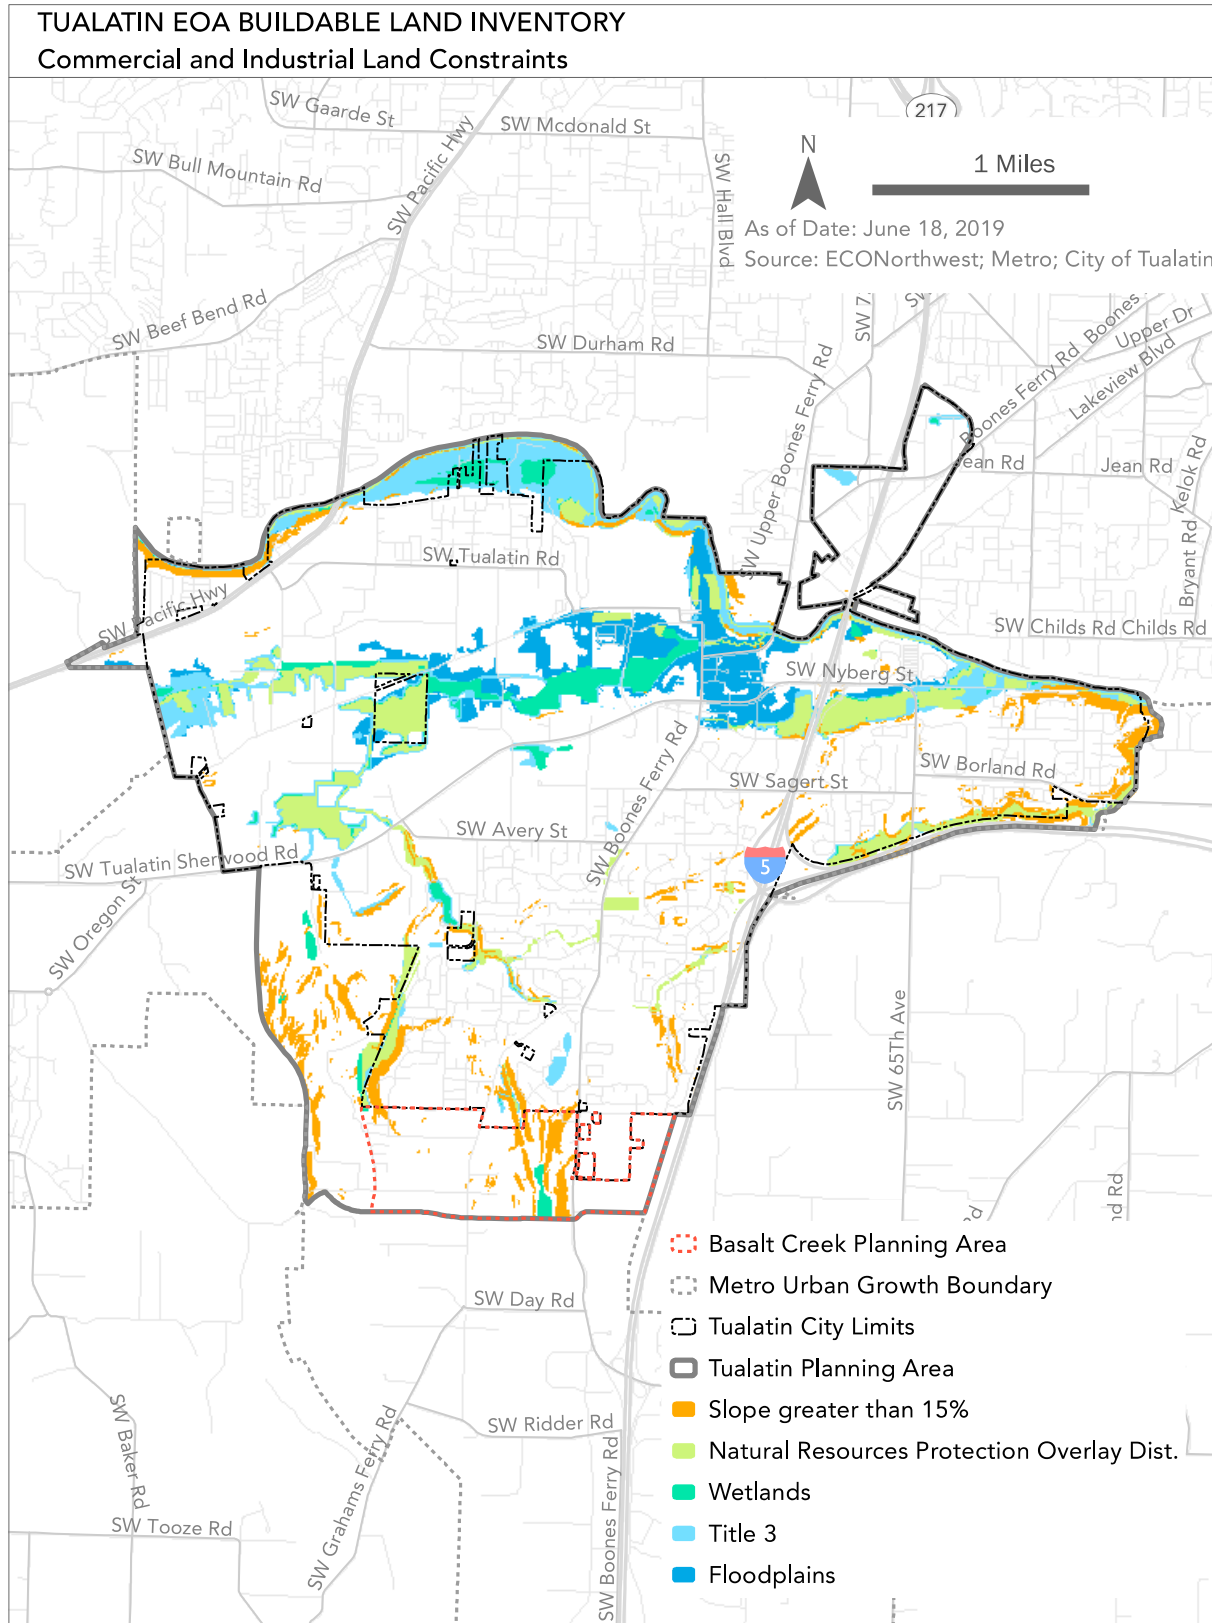 TUALATIN EOA BUILDABLE LAND INVENTORY
Commercial and Industrial Land Constraints
217
SW Gaarde St
SW Mcdonald St
SW Pacific Hwy
SW Hall Blvd
SW Bull Mountain Rd
N
1 Miles
As of Date: June 18, 2019
Source: ECONorthwest; Metro; City of Tualatin
SW Beef Bend Rd
SW 7
SW
Boones
Upper Dr
SW Durham Rd
SW Upper Boones Ferry Rd
Boones Ferry Rd
Lakeview Blvd
Jean Rd
Jean Rd
Kelok Rd
SW Tualatin Rd
Bryant Rd
SW Pacific Hwy
SW Childs Rd
Childs Rd
SW Nyberg St
SW Boones Ferry Rd
SW Sagert St
SW Borland Rd
SW Avery St
SW Tualatin Sherwood Rd
5
SW Oregon St
SW 65Th Ave
nd Rd
Rd
Basalt Creek Planning Area
Metro Urban Growth Boundary
SW Day Rd
Tualatin City Limits
Tualatin Planning Area
Slope greater than 15%
SW Baker Rd
SW Grahams Ferry Rd
SW Ridder Rd
SW Boones Ferry Rd
Natural Resources Protection Overlay Dist.
Wetlands
SW Tooze Rd
Title 3
Floodplains